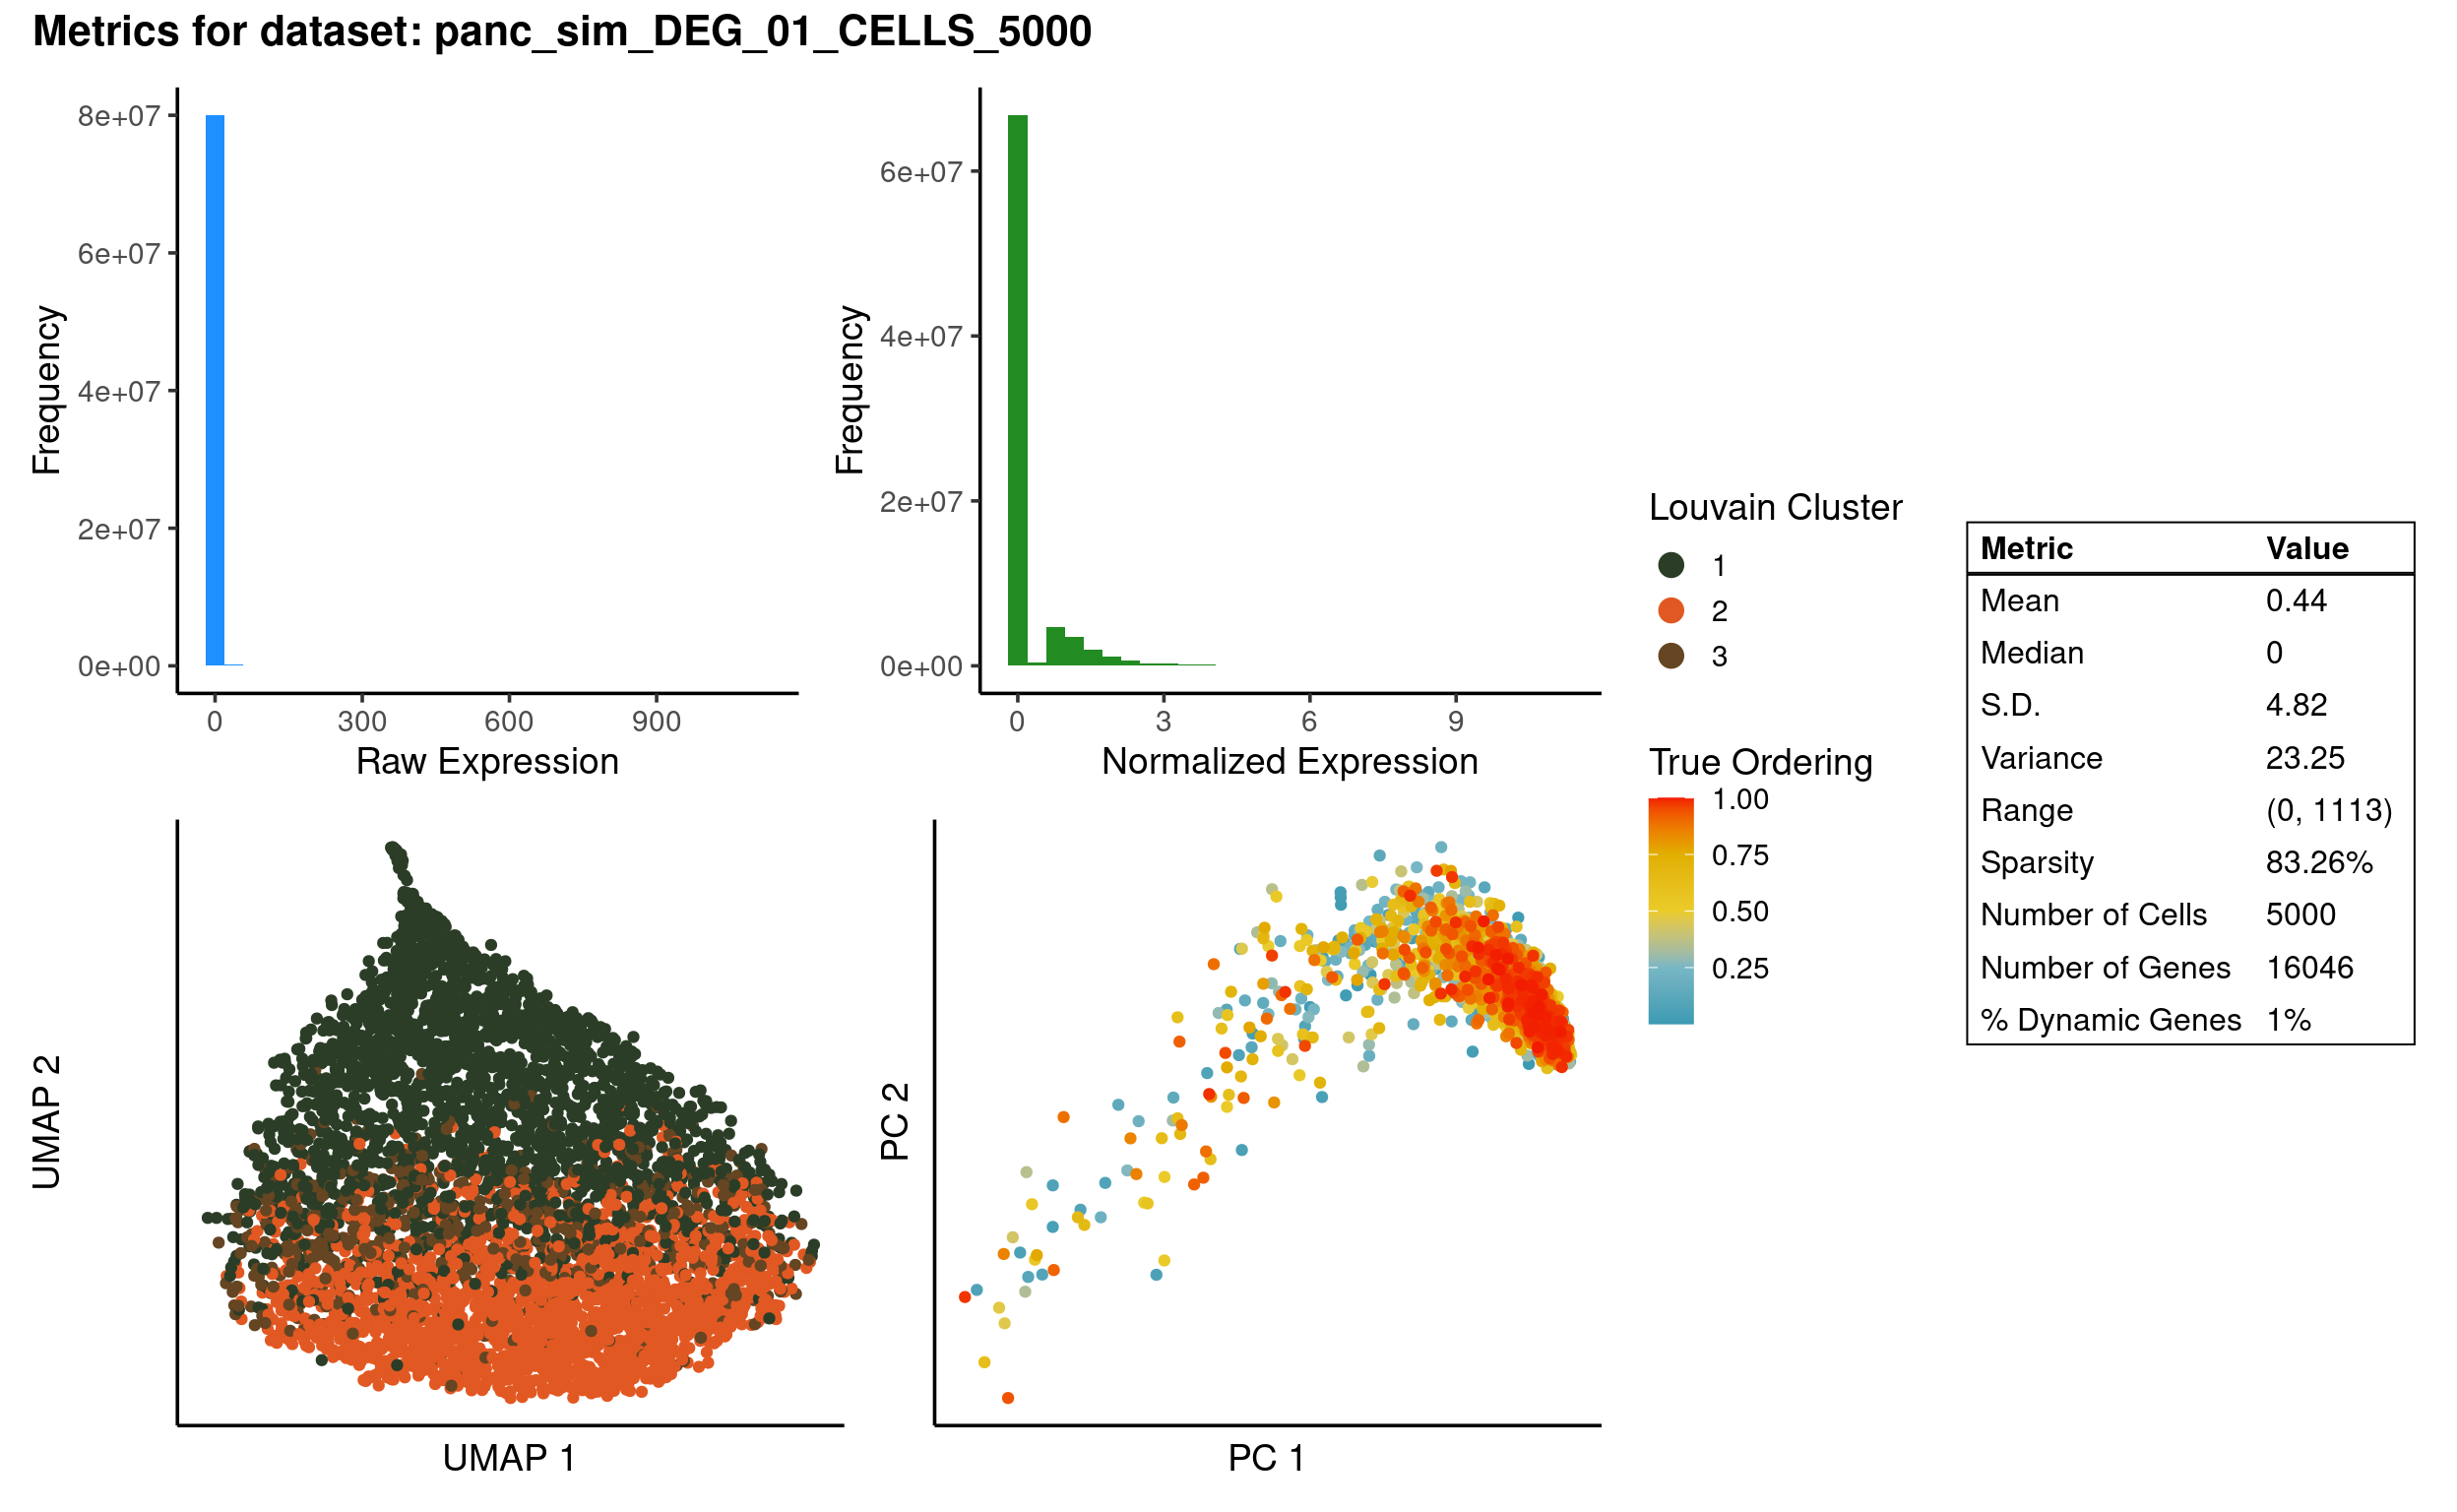 Metrics for dataset: panc_sim_DEG_01_CELLS_5000
Frequency
8e+07
6e+07
4e+07
2e+07
0e+00
0
300
600
900
Raw Expression
Frequency
6e+07
4e+07
2e+07
0e+00
0
3
6
9
Normalized Expression
UMAP 2
UMAP 1
PC 2
PC 1
Louvain Cluster
1
2
3
True Ordering
1.00
0.75
0.50
0.25
Metric Value
Mean 0.44
Median 0
S.D. 4.82
Variance 23.25
Range (0, 1113)
Sparsity 83.26%
Number of Cells 5000
Number of Genes 16046
% Dynamic Genes 1%